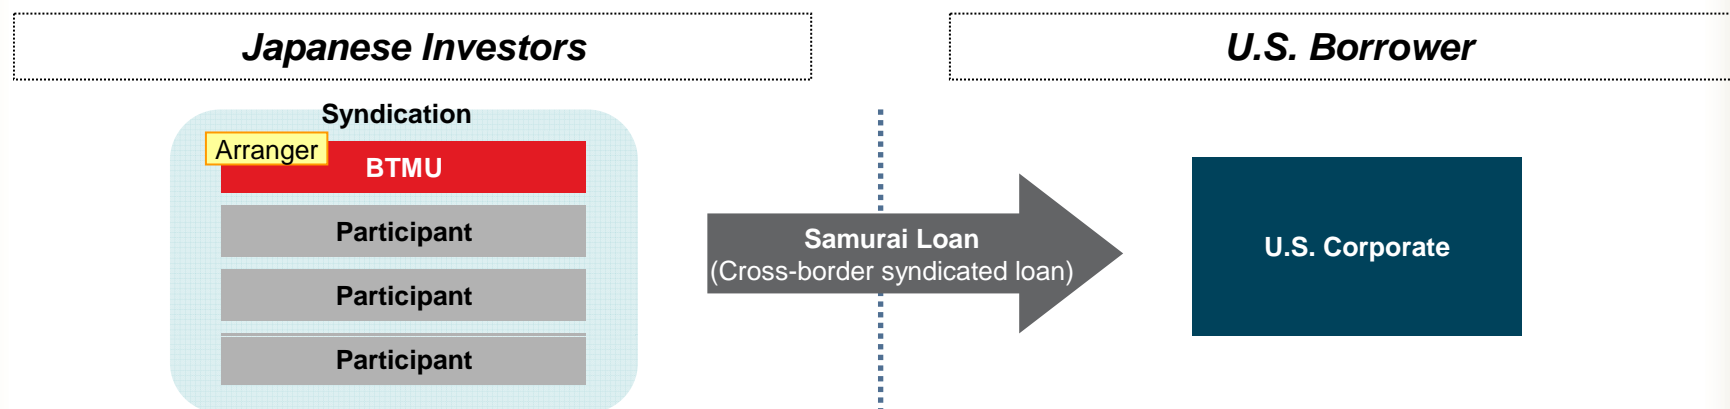 Japanese Investors
U.S. Borrower
Syndication
Arranger
BTMU
Participant
Participant
Participant
Samurai Loan
(Cross-border syndicated loan)
U.S. Corporate